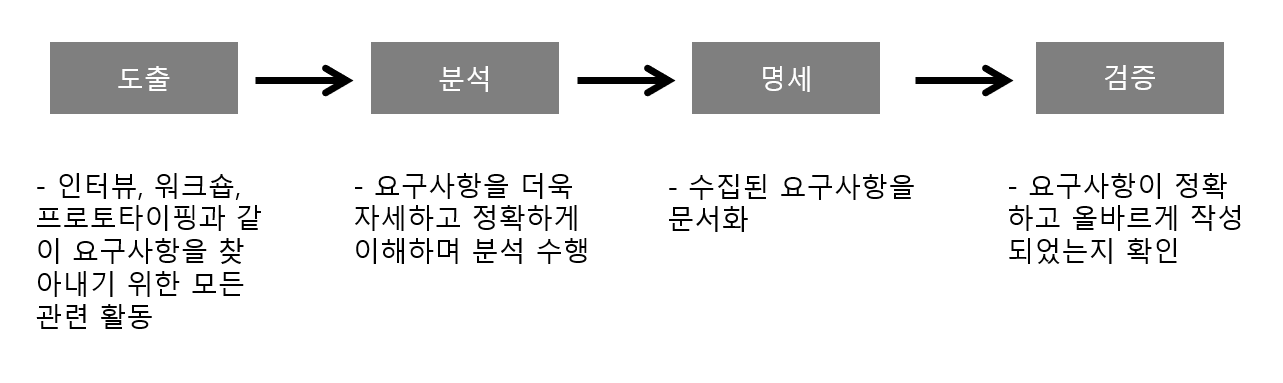 도출
분석
명세
검증
- 인터뷰, 워크숍,
프로토타이핑과 같
이 요구사항을 찾
아내기 위한 모든
관련 활동
- 요구사항을 더욱
자세하고 정확하게
이해하며 분석 수행
- 수집된 요구사항을
문서화
- 요구사항이 정확
하고 올바르게 작성
되었는지 확인